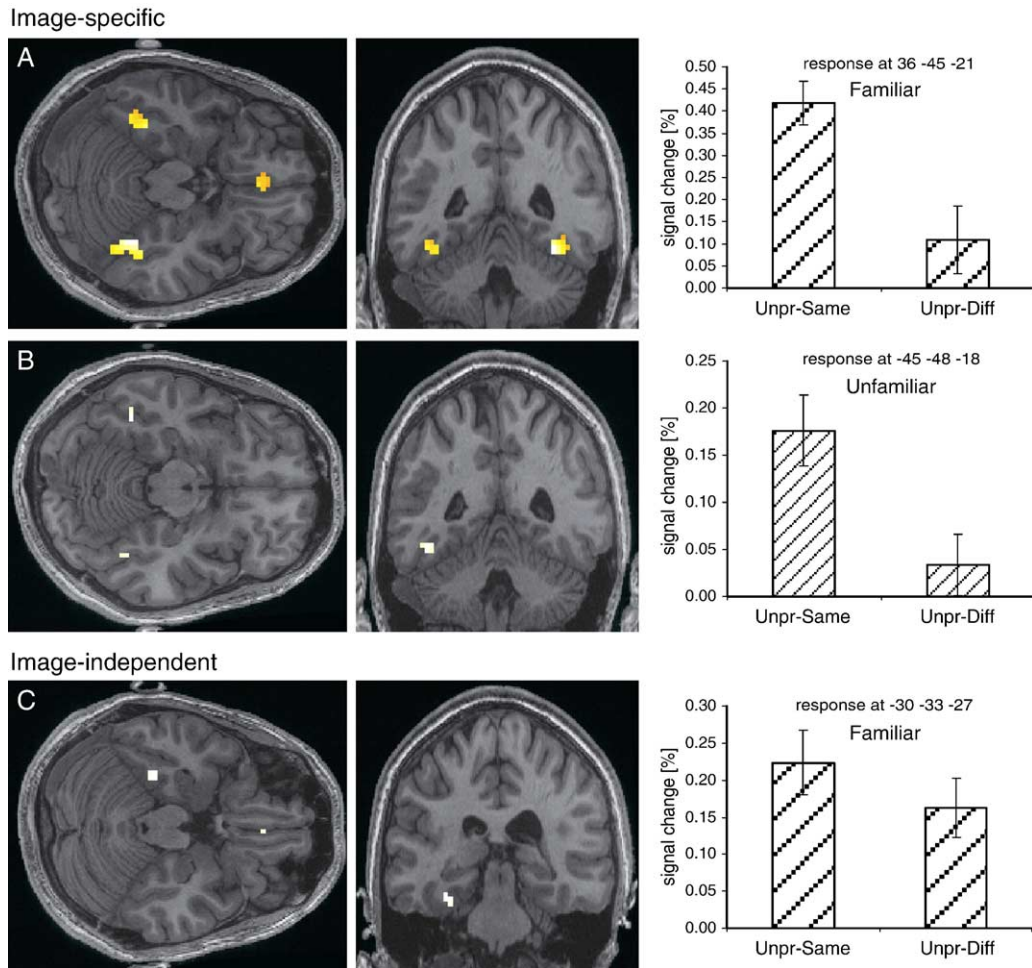 Image-specific
A
response at 36 -45 -21
Familiar
signal change [%]
0.50
0.45
0.40
0.35
0.30
0.25
0.20
0.15
0.10
0.05
0.00
Unpr-Same
Unpr-Diff
B
response at -45 -48 -18
Unfamiliar
signal change [%]
0.25
0.20
0.15
0.10
0.05
0.00
Unpr-Same
Unpr-Diff
Image-independent
C
response at -30 -33 -27
Familiar
signal change [%]
0.30
0.25
0.20
0.15
0.10
0.05
0.00
Unpr-Same
Unpr-Diff